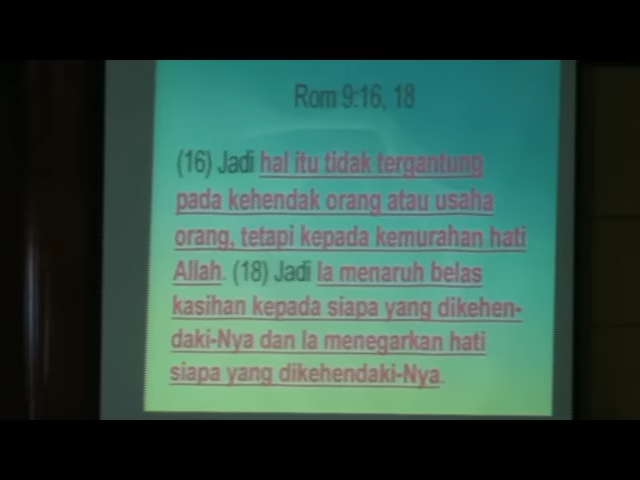 Rom 9:16, 18
(16) Jadi hal itu tidak tergantung
pada kehendak orang atau usaha
orang, tetapi kepada kemurahan hati
Allah. (18) Jadi Ia menaruh belas
kasihan kepada siapa yang dikehen-
daki-Nya dan Ia menegarkan hati
siapa yang dikehendaki-Nya.